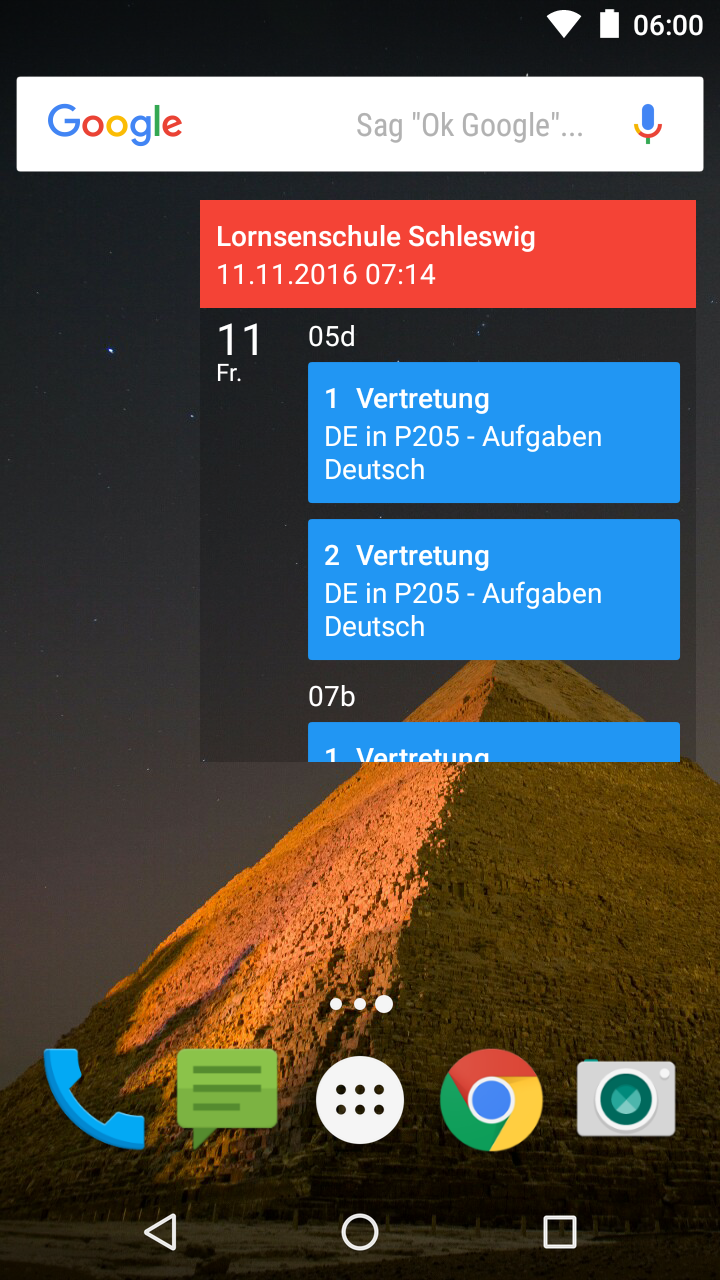 06:00
Google Sag "Ok Google"...
Lornsenschule Schleswig
11.11.2016 07:14
11
Fr.
05d
1 Vertretung
DE in P205 - Aufgaben
Deutsch
2 Vertretung
DE in P205 - Aufgaben
Deutsch
07b
1 Vertretung